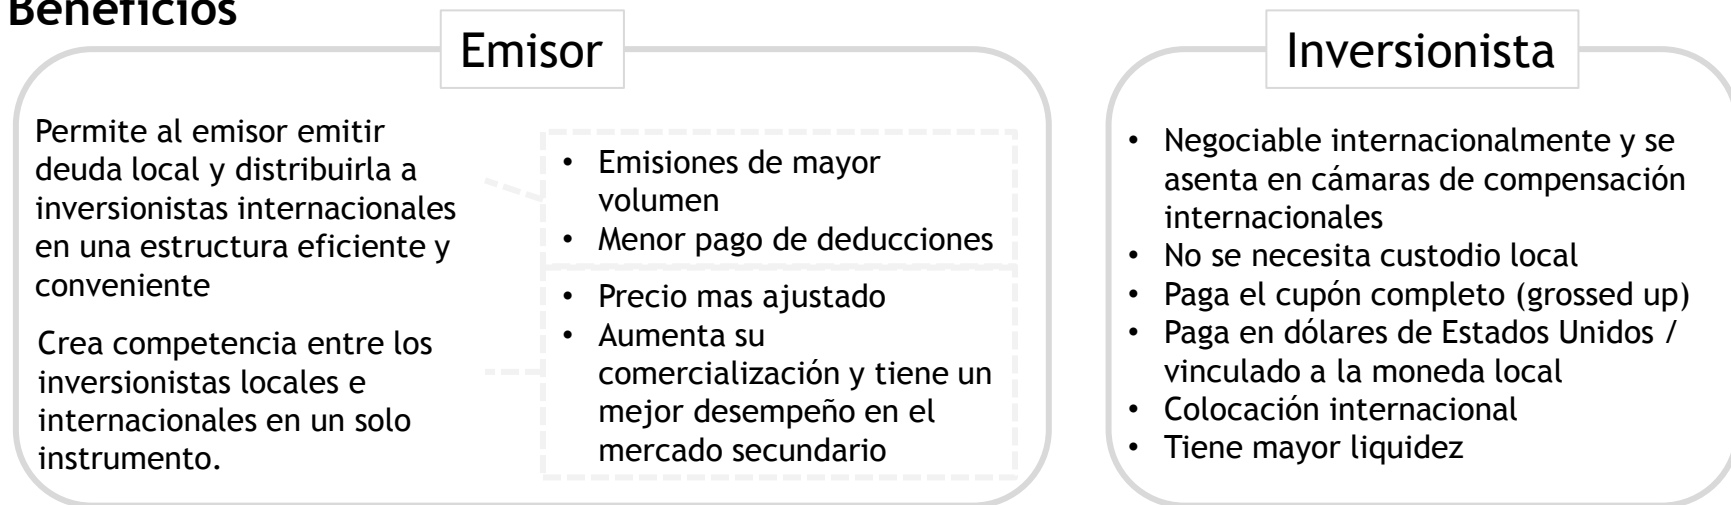 Beneficios
Emisor
Permite al emisor emitir
deuda local y distribuirla a
inversionistas internacionales
en una estructura eficiente y
conveniente
Crea competencia entre los
inversionistas locales e
internacionales en un solo
instrumento.
• Emisiones de mayor
volumen
• Menor pago de deducciones
• Precio mas ajustado
• Aumenta su
comercialización y tiene un
mejor desempeño en el
mercado secundario
Inversionista
• Negociable internacionalmente y se
asenta en cámaras de compensación
internacionales
• No se necesita custodio local
• Paga el cupón completo (grossed up)
• Paga en dólares de Estados Unidos /
vinculado a la moneda local
• Colocación internacional
• Tiene mayor liquidez